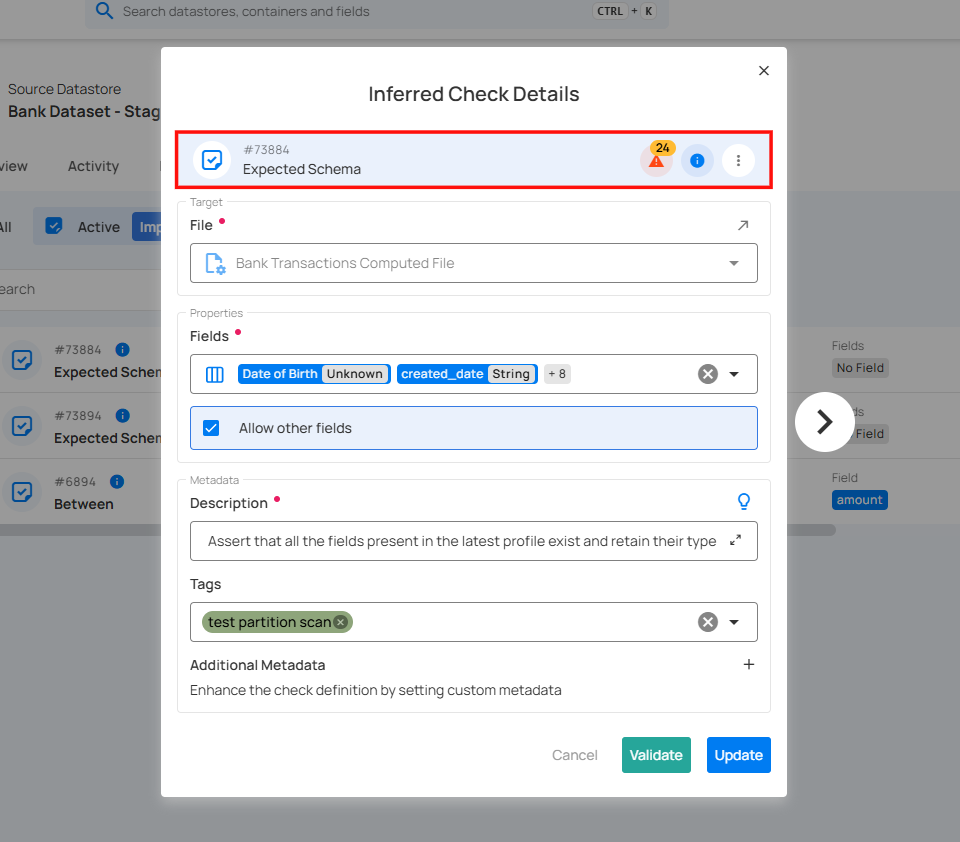 Search datastores, containers and fields CTRL + K
Source Datastore
Bank Dataset - Stag
view Activity
All Active Imp
earch
#73884
Expected Schem
#73894
Expected Schem
#6894
Between
Inferred Check Details
#73884
Expected Schema
24
Target
File
Bank Transactions Computed File
Properties
Fields
Date of Birth Unknown created_date String + 8
Allow other fields
Metadata
Description
Assert that all the fields present in the latest profile exist and retain their type
Tags
test partition scan
Additional Metadata
Enhance the check definition by setting custom metadata
Cancel Validate Update
Fields
No Field
ds
Field
Field
amount